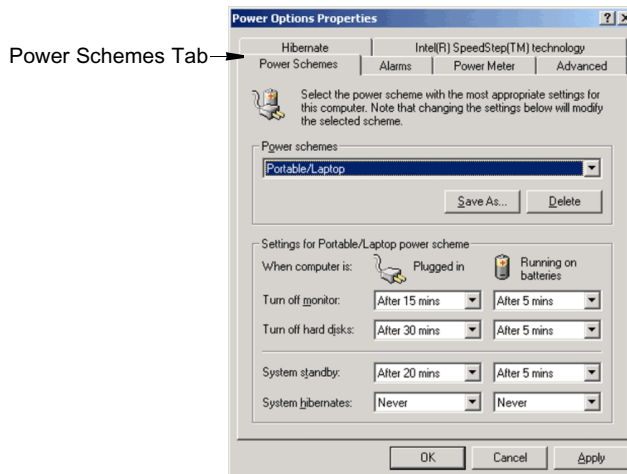 Power Options Properties
Power Schemes Tab
Hibernate
Intel(R) SpeedStep(TM) technology
Power Schemes
Alarms
Power Meter
Advanced
Select the power scheme with the most appropriate settings for
this computer. Note that changing the settings below will modify
the selected scheme.
Power schemes
Portable/Laptop
Save As...
Delete
Settings for Portable/Laptop power scheme
When computer is:
Plugged in
Running on
batteries
Turn off monitor:
After 15 mins
After 5 mins
Turn off hard disks:
After 30 mins
After 5 mins
System standby:
After 20 mins
After 5 mins
System hibernates:
Never
Never
OK
Cancel
Apply